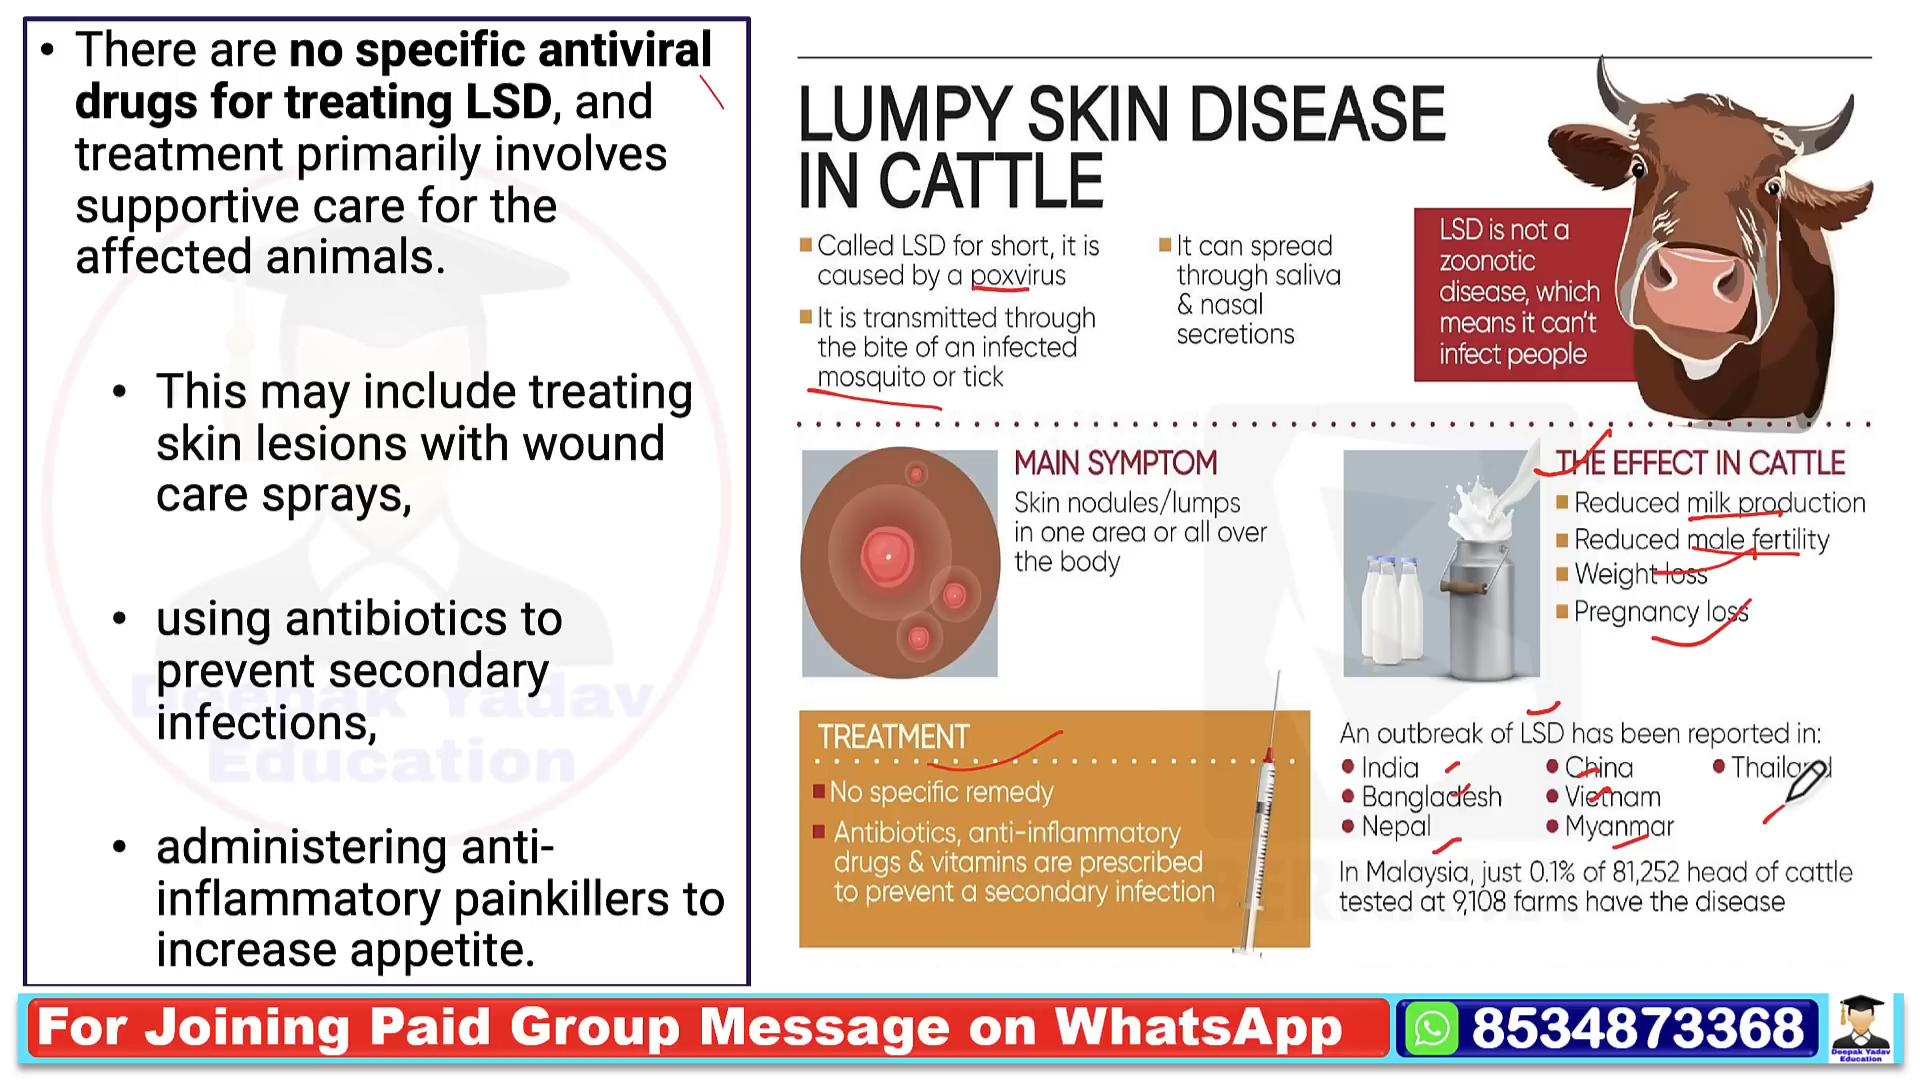 • There are no specific antiviral
drugs for treating LSD, and
treatment primarily involves
supportive care for the
affected animals.
• This may include treating
skin lesions with wound
care sprays,
• using antibiotics to
prevent secondary
infections,
• administering anti-
inflammatory painkillers to
increase appetite.
Deepak Yadav
Education
LUMPY SKIN DISEASE
IN CATTLE
Called LSD for short, it is
caused by a poxvirus
It is transmitted through
the bite of an infected
mosquito or tick
It can spread
through saliva
& nasal
secretions
LSD is not a
zoonotic
disease, which
means it can't
infect people
MAIN SYMPTOM
Skin nodules/lumps
in one area or all over
the body
THE EFFECT IN CATTLE
Reduced milk production
Reduced male fertility
Weight loss
Pregnancy loss
TREATMENT
No specific remedy
Antibiotics, anti-inflammatory
drugs & vitamins are prescribed
to prevent a secondary infection
An outbreak of LSD has been reported in:
• India
• Bangladesh
• Nepal
• China
• Vietnam
• Myanmar
• Thailand
In Malaysia, just 0.1% of 81,252 head of cattle
tested at 9,108 farms have the disease
For Joining Paid Group Message on WhatsApp
8534873368
Deepak Yadav
Education